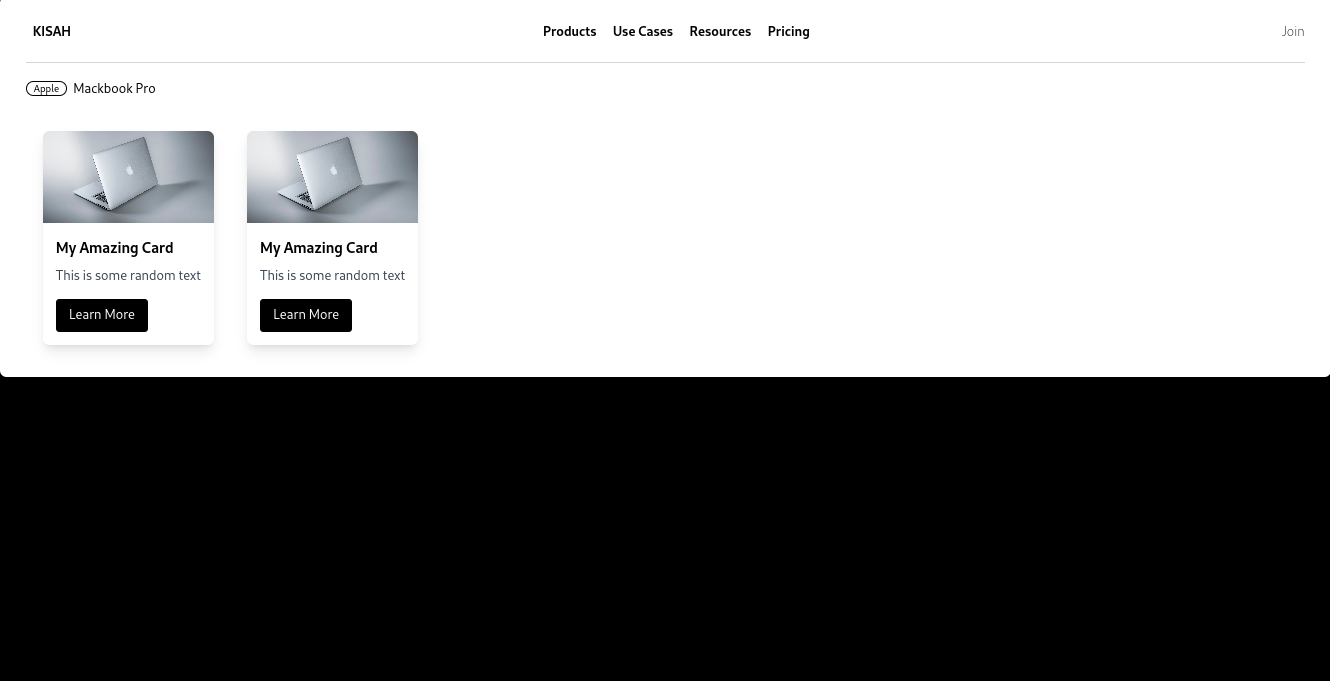 KISAH Products Use Cases Resources Pricing Join
Apple Mackbook Pro
My Amazing Card
This is some random text
Learn More
My Amazing Card
This is some random text
Learn More